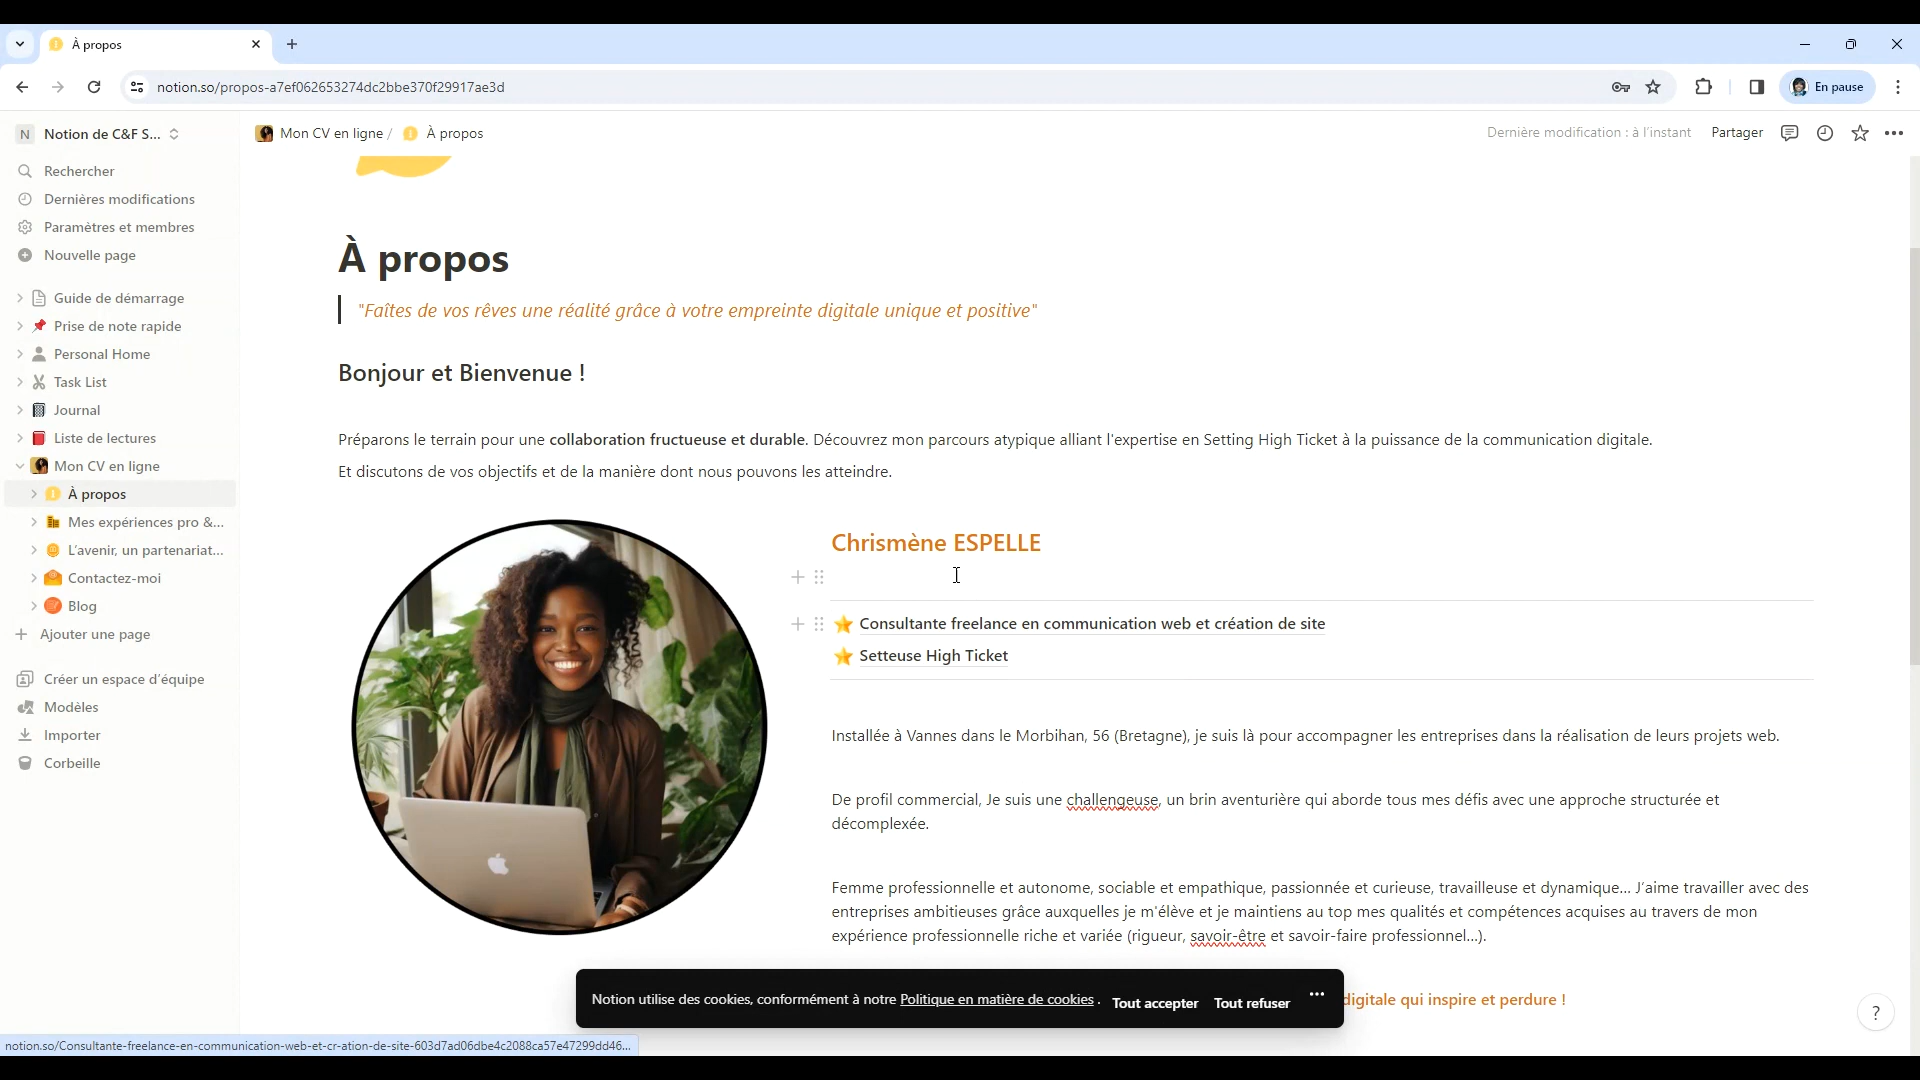 À propos
notion.so/propos-a7ef062653274dc2bbe370f29917ae3d
En pause
N Notion de C&F S...
Mon CV en ligne / À propos
Dernière modification : à l'instant Partager
Rechercher
Dernières modifications
Paramètres et membres
Nouvelle page
Guide de démarrage
Prise de note rapide
Personal Home
Task List
Journal
Liste de lectures
Mon CV en ligne
À propos
Mes expériences pro &...
L'avenir, un partenariat...
Contactez-moi
Blog
Ajouter une page
Créer un espace d'équipe
Modèles
Importer
Corbeille
À propos
"Faîtes de vos rêves une réalité grâce à votre empreinte digitale unique et positive"
Bonjour et Bienvenue !
Préparons le terrain pour une collaboration fructueuse et durable. Découvrez mon parcours atypique alliant l'expertise en Setting High Ticket à la puissance de la communication digitale.
Et discutons de vos objectifs et de la manière dont nous pouvons les atteindre.
Chrismène ESPELLE
Consultante freelance en communication web et création de site
Setteuse High Ticket
Installée à Vannes dans le Morbihan, 56 (Bretagne), je suis là pour accompagner les entreprises dans la réalisation de leurs projets web.
De profil commercial, Je suis une challengeuse, un brin aventurière qui aborde tous mes défis avec une approche structurée et
décomplexée.
Femme professionnelle et autonome, sociable et empathique, passionnée et curieuse, travailleuse et dynamique... J'aime travailler avec des
entreprises ambitieuses grâce auxquelles je m'élève et je maintiens au top mes qualités et compétences acquises au travers de mon
expérience professionnelle riche et variée (rigueur, savoir-être et savoir-faire professionnel...).
digitale qui inspire et perdure !
Notion utilise des cookies, conformément à notre Politique en matière de cookies . Tout accepter Tout refuser
?
notion.so/Consultante-freelance-en-communication-web-et-cr-ation-de-site-603d7ad06dbe4c2088ca57e47299dd46...